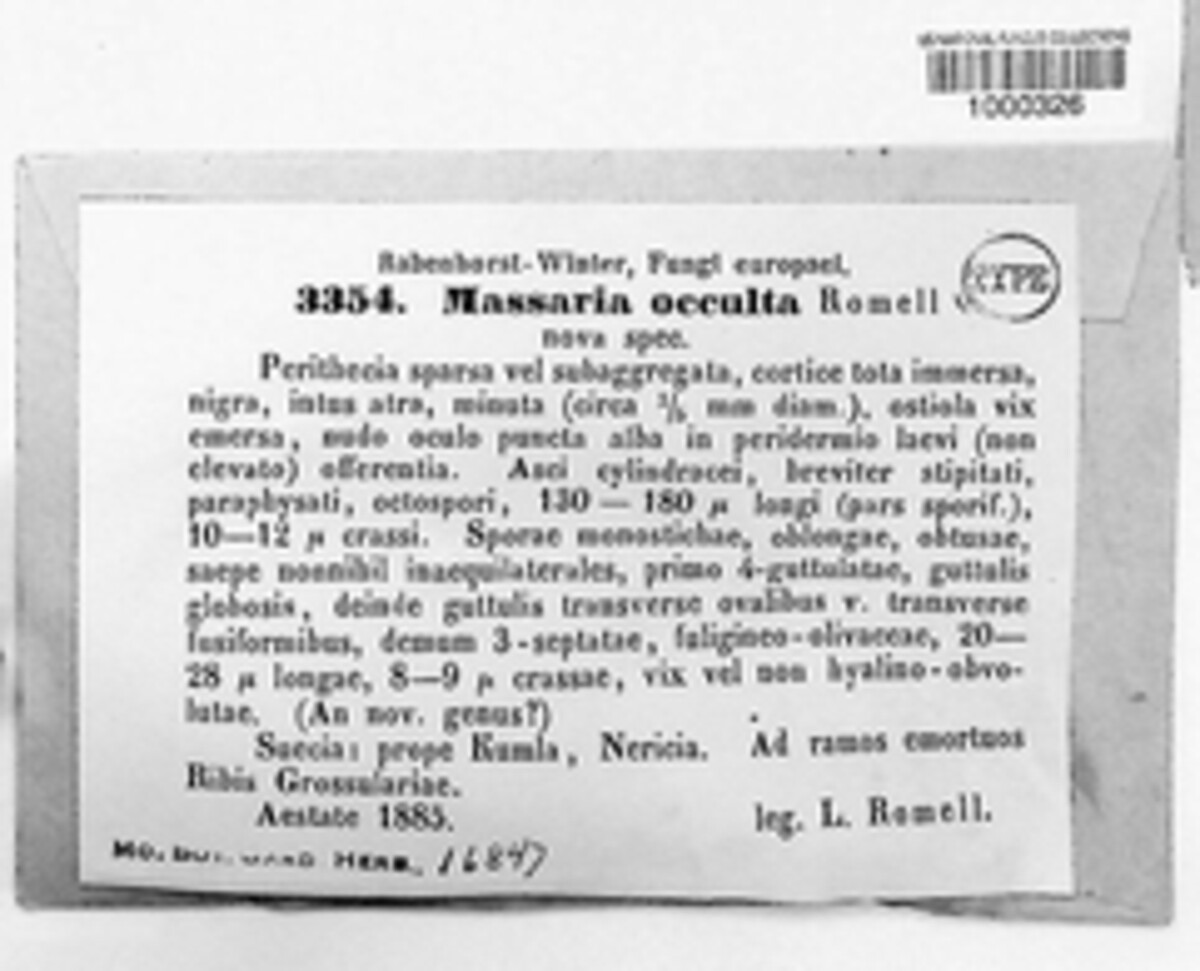 1000326
Rabenhorst-Winter, Fungi europaei.
TYPE
3354. Massaria occulta Romell
nova spec.
Perithecia sparsa vel subaggregata, cortice tota immersa,
nigra, intus atra, minuta (circa mm diam.), ostiola vix
emersa, nudo oculo puncta alba in peridermio laevi (non
elevato) offerentia. Asci cylindracei, breviter stipitati,
paraphysati, octospori, 130—180 µ longi (pars sporif.),
10—12 µ crassi. Sporae monostichae, oblongae, obtusae,
saepe nonnihil inaequilaterales, primo 4-guttulatae, guttulis
globosis, deinde guttulis transverse ovalibus v. transverse
fusiformibus, demum 3-septatae, fuligineo-olivaceae, 20—
28 µ longae, 8—9 µ crassae, vix vel non hyalino-obvo-
lutae. (An nov. genus?)
Suecia: prope Kumla, Nericia. Ad ramos emortuos
Ribis Grossulariae.
Aestate 1885. leg. L. Romell.
MO. BOT. GARD HERB. 16847